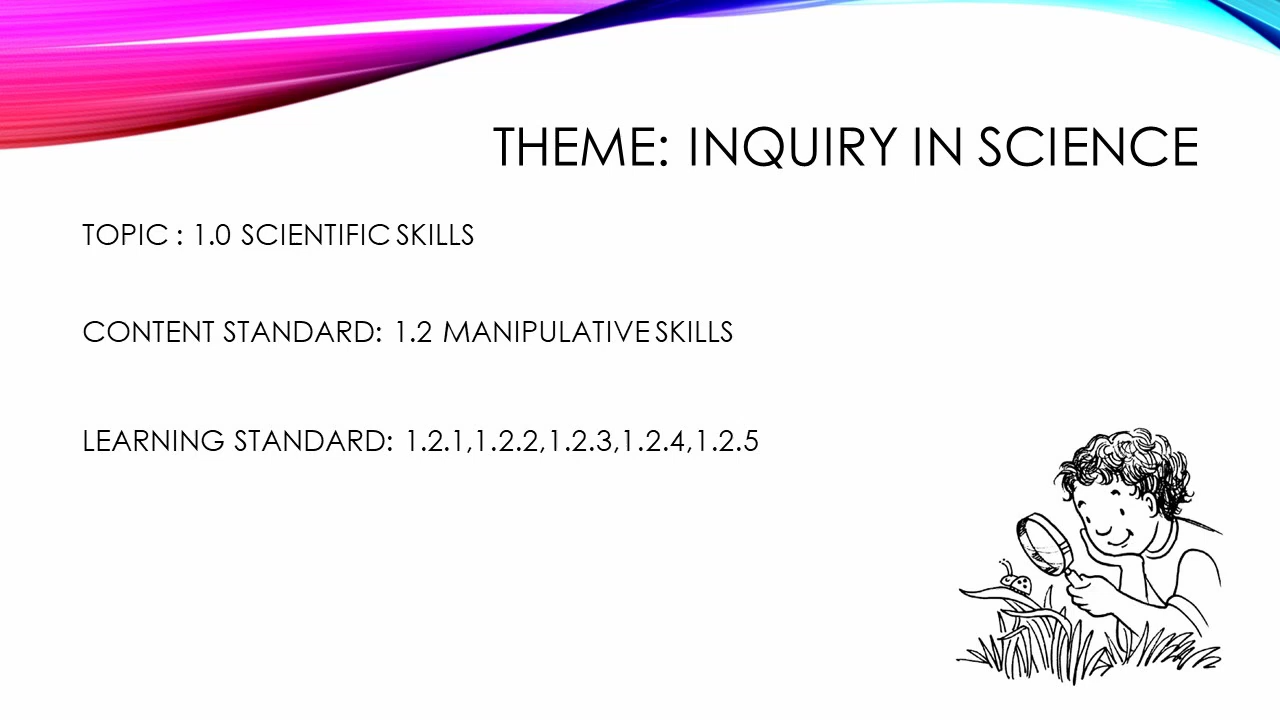 THEME: INQUIRY IN SCIENCE
TOPIC : 1.0 SCIENTIFIC SKILLS
CONTENT STANDARD: 1.2 MANIPULATIVE SKILLS
LEARNING STANDARD: 1.2.1,1.2.2,1.2.3,1.2.4,1.2.5